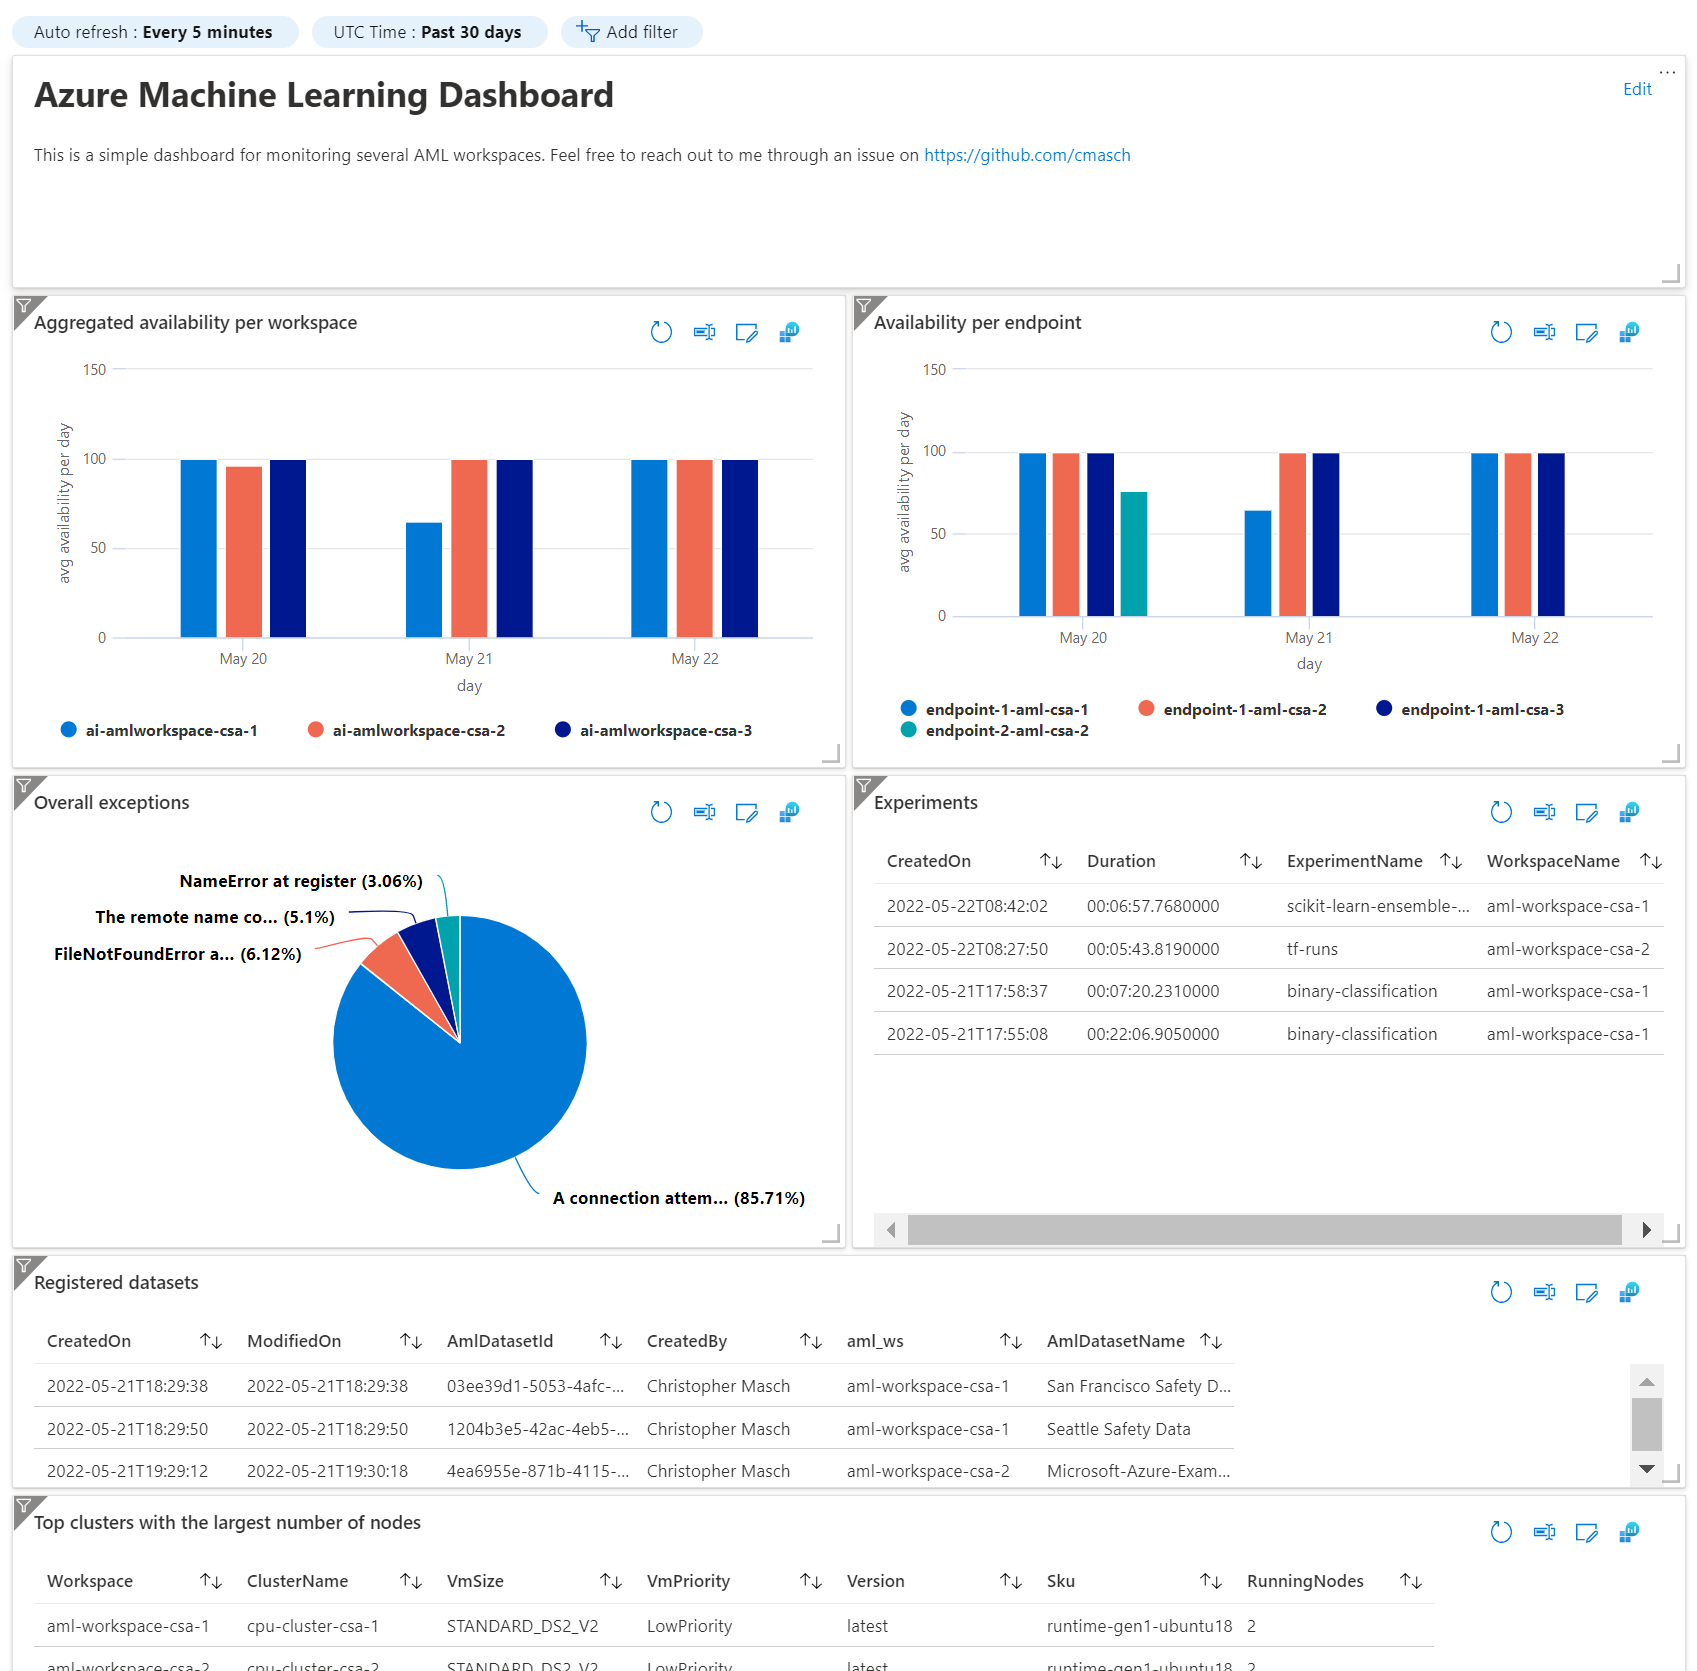 Auto refresh : Every 5 minutes
UTC Time : Past 30 days
Add filter
Azure Machine Learning Dashboard
...
Edit
This is a simple dashboard for monitoring several AML workspaces. Feel free to reach out to me through an issue on https://github.com/cmasch
Aggregated availability per workspace
150
100
50
0
avg availability per day
May 20
May 21
May 22
day
ai-amlworkspace-csa-1
ai-amlworkspace-csa-2
ai-amlworkspace-csa-3
Availability per endpoint
150
100
50
0
avg availability per day
May 20
May 21
May 22
day
endpoint-1-aml-csa-1
endpoint-1-aml-csa-2
endpoint-1-aml-csa-3
endpoint-2-aml-csa-2
Overall exceptions
NameError at register (3.06%)
The remote name co... (5.1%)
FileNotFoundError a... (6.12%)
A connection attem... (85.71%)
Experiments
CreatedOn Duration ExperimentName WorkspaceName
2022-05-22T08:42:02 00:06:57.7680000 scikit-learn-ensemble-... aml-workspace-csa-1
2022-05-22T08:27:50 00:05:43.8190000 tf-runs aml-workspace-csa-2
2022-05-21T17:58:37 00:07:20.2310000 binary-classification aml-workspace-csa-1
2022-05-21T17:55:08 00:22:06.9050000 binary-classification aml-workspace-csa-1
Registered datasets
CreatedOn ModifiedOn AmlDatasetId CreatedBy aml_ws AmlDatasetName
2022-05-21T18:29:38 2022-05-21T18:29:38 03ee39d1-5053-4afc-... Christopher Masch aml-workspace-csa-1 San Francisco Safety D...
2022-05-21T18:29:50 2022-05-21T18:29:50 1204b3e5-42ac-4eb5-... Christopher Masch aml-workspace-csa-1 Seattle Safety Data
2022-05-21T19:29:12 2022-05-21T19:30:18 4ea6955e-871b-4115-... Christopher Masch aml-workspace-csa-2 Microsoft-Azure-Exam...
Top clusters with the largest number of nodes
Workspace ClusterName VmSize VmPriority Version Sku RunningNodes
aml-workspace-csa-1 cpu-cluster-csa-1 STANDARD_DS2_V2 LowPriority latest runtime-gen1-ubuntu18 2
aml-workspace-csa-2 cpu-cluster-csa-2 STANDARD_DS2_V2 LowPriority latest runtime-gen1-ubuntu18 2